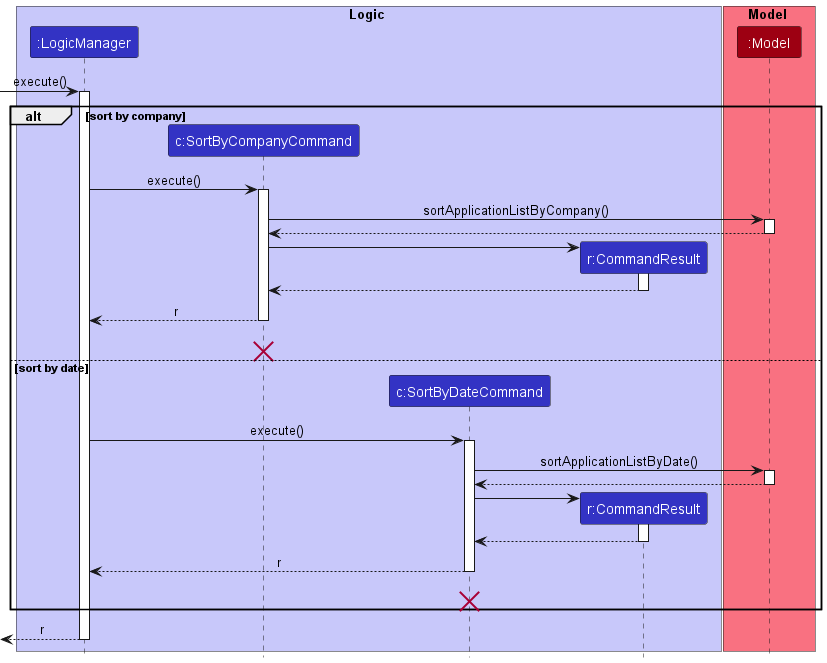 Logic
Model
:LogicManager
:Model
execute()
alt
[sort by company]
c:SortByCompanyCommand
execute()
sortApplicationListByCompany()
r:CommandResult
r
[sort by date]
c:SortByDateCommand
execute()
sortApplicationListByDate()
r:CommandResult
r
r